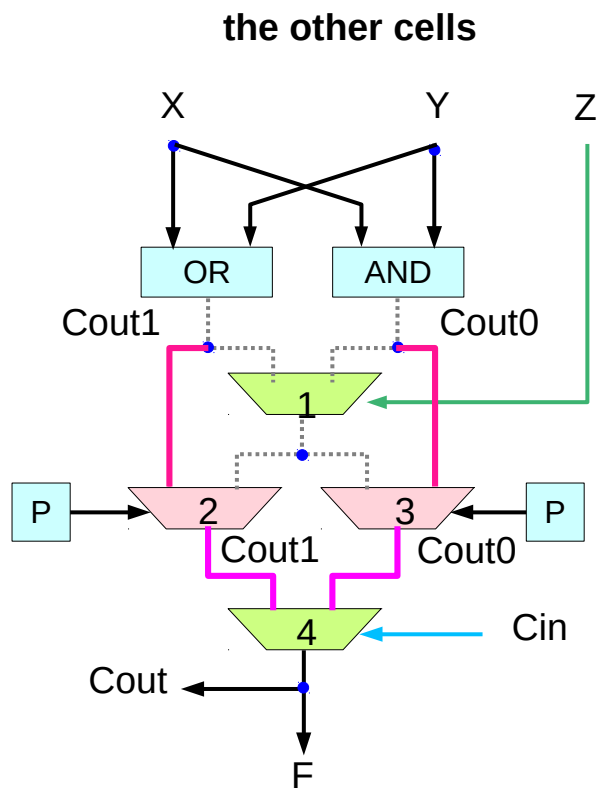 the other cells
X Y Z
OR AND
Cout1 Cout0
1
P 2 3 P
Cout1 Cout0
4 Cin
Cout
F